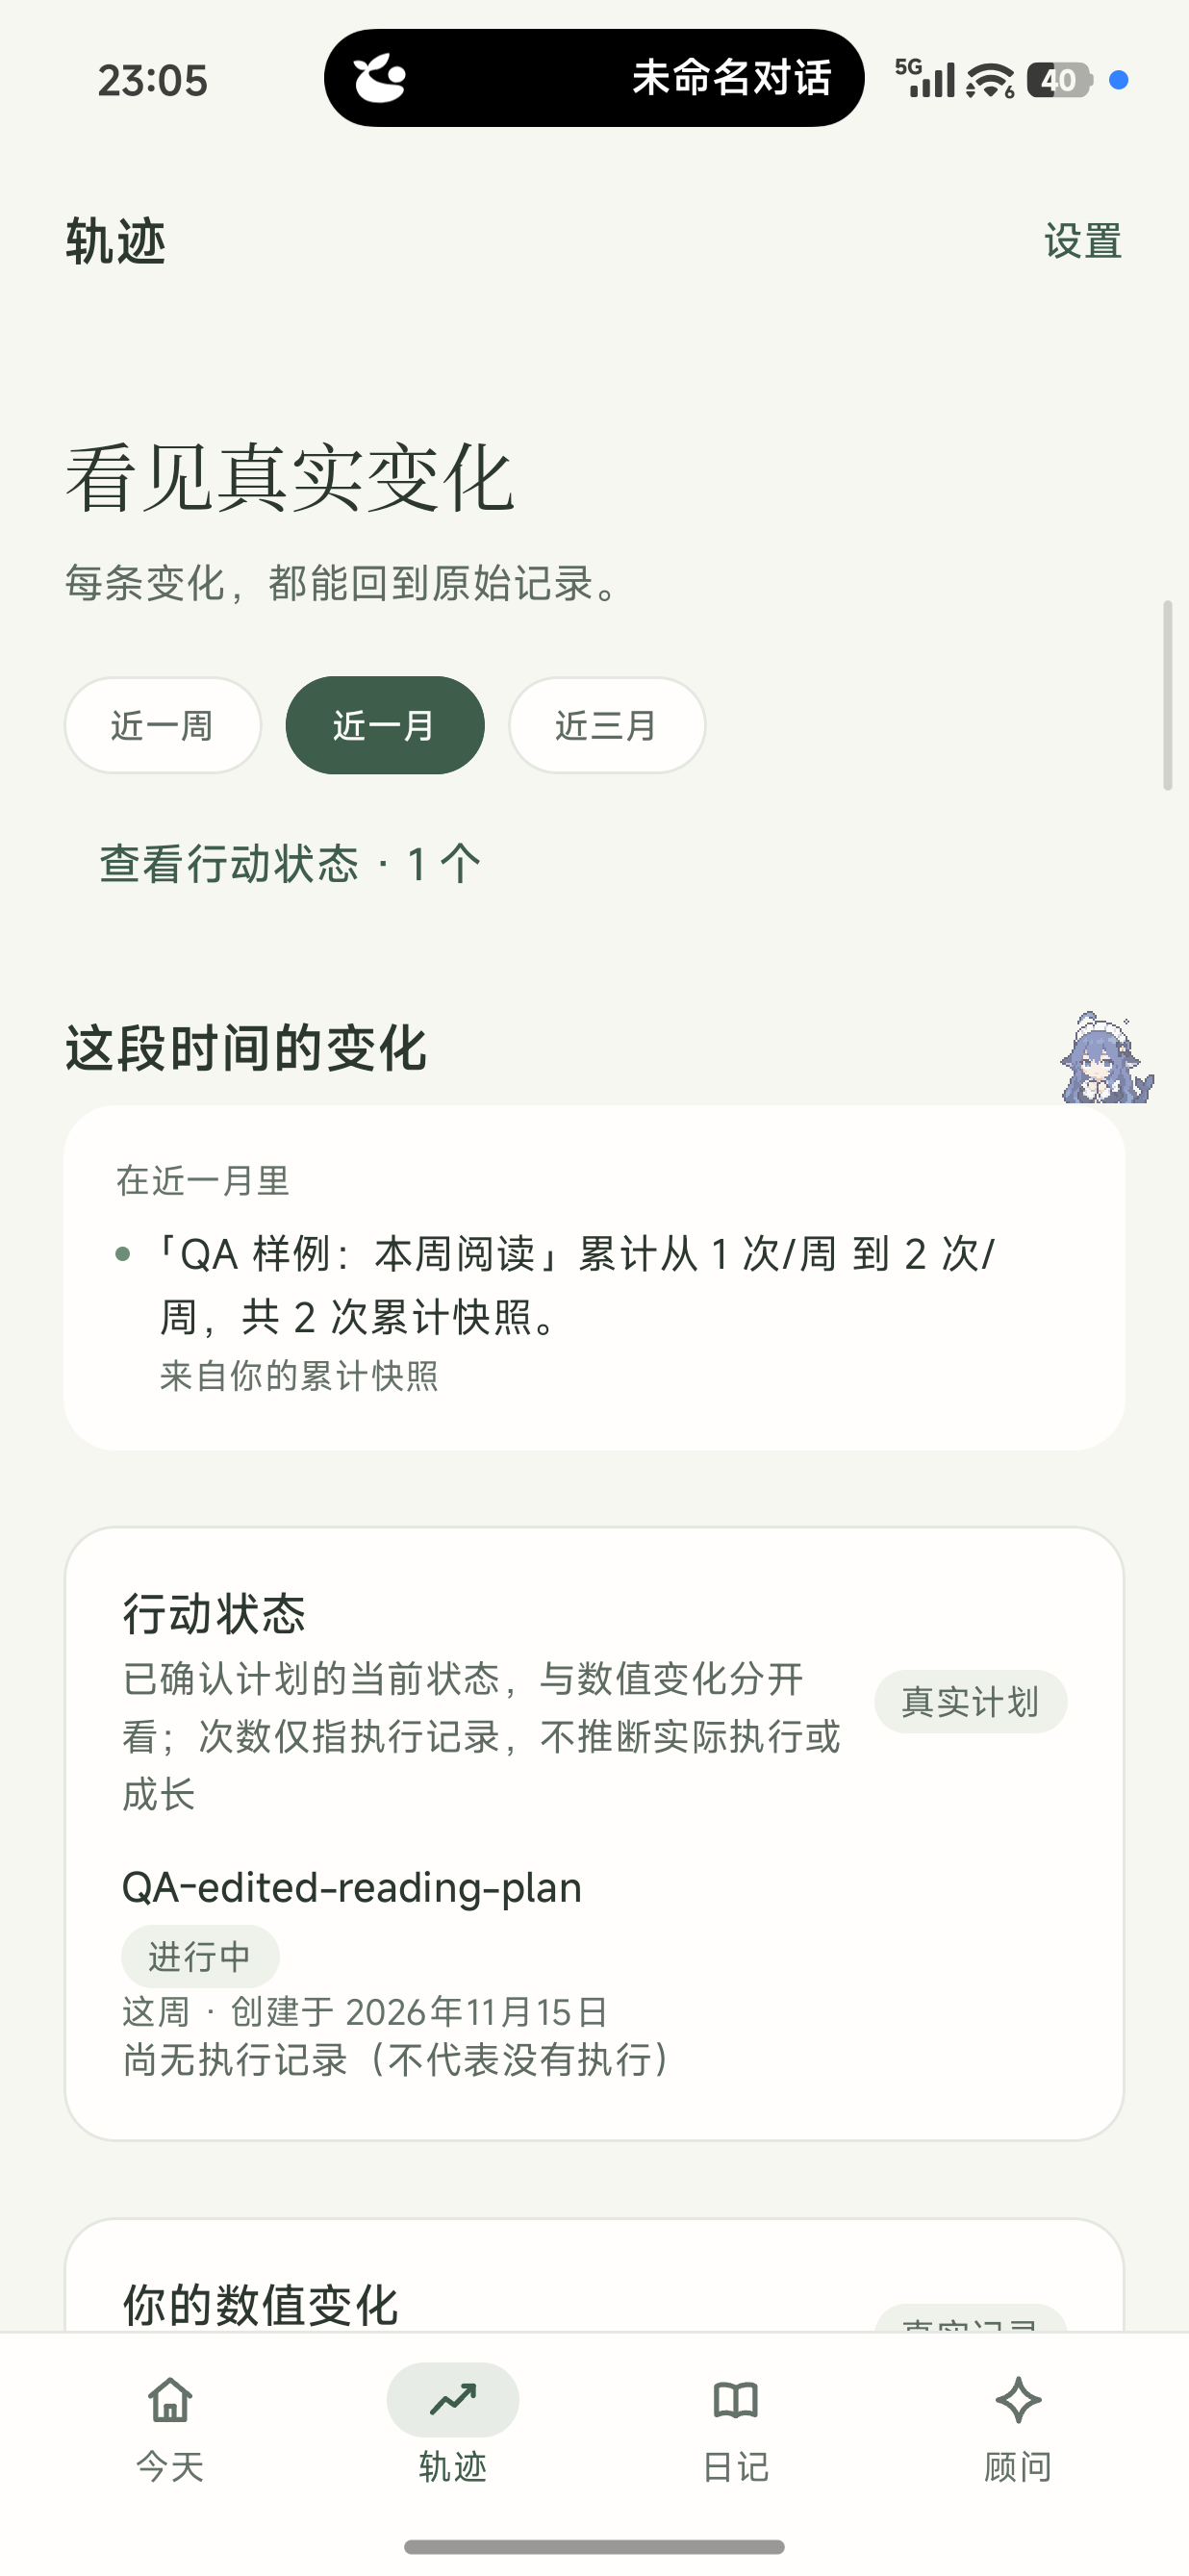 23:05
未命名对话
5G
6
40
轨迹
设置
看见真实变化
每条变化，都能回到原始记录。
近一周
近一月
近三月
查看行动状态 · 1 个
这段时间的变化
在近一月里
「QA 样例：本周阅读」累计从 1 次/周 到 2 次/
周，共 2 次累计快照。
来自你的累计快照
行动状态
已确认计划的当前状态，与数值变化分开
看；次数仅指执行记录，不推断实际执行或
成长
真实计划
QA-edited-reading-plan
进行中
这周 · 创建于 2026年11月15日
尚无执行记录（不代表没有执行）
你的数值变化
真实记录
今天
轨迹
日记
顾问